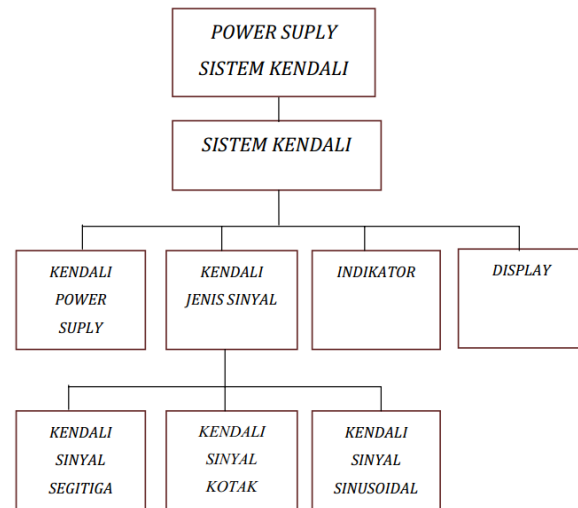 POWER SUPLY
SISTEM KENDALI
SISTEM KENDALI
KENDALI
POWER
SUPLY
KENDALI
JENIS SINYAL
INDIKATOR
DISPLAY
KENDALI
SINYAL
SEGITIGA
KENDALI
SINYAL
KOTAK
KENDALI
SINYAL
SINUSOIDAL